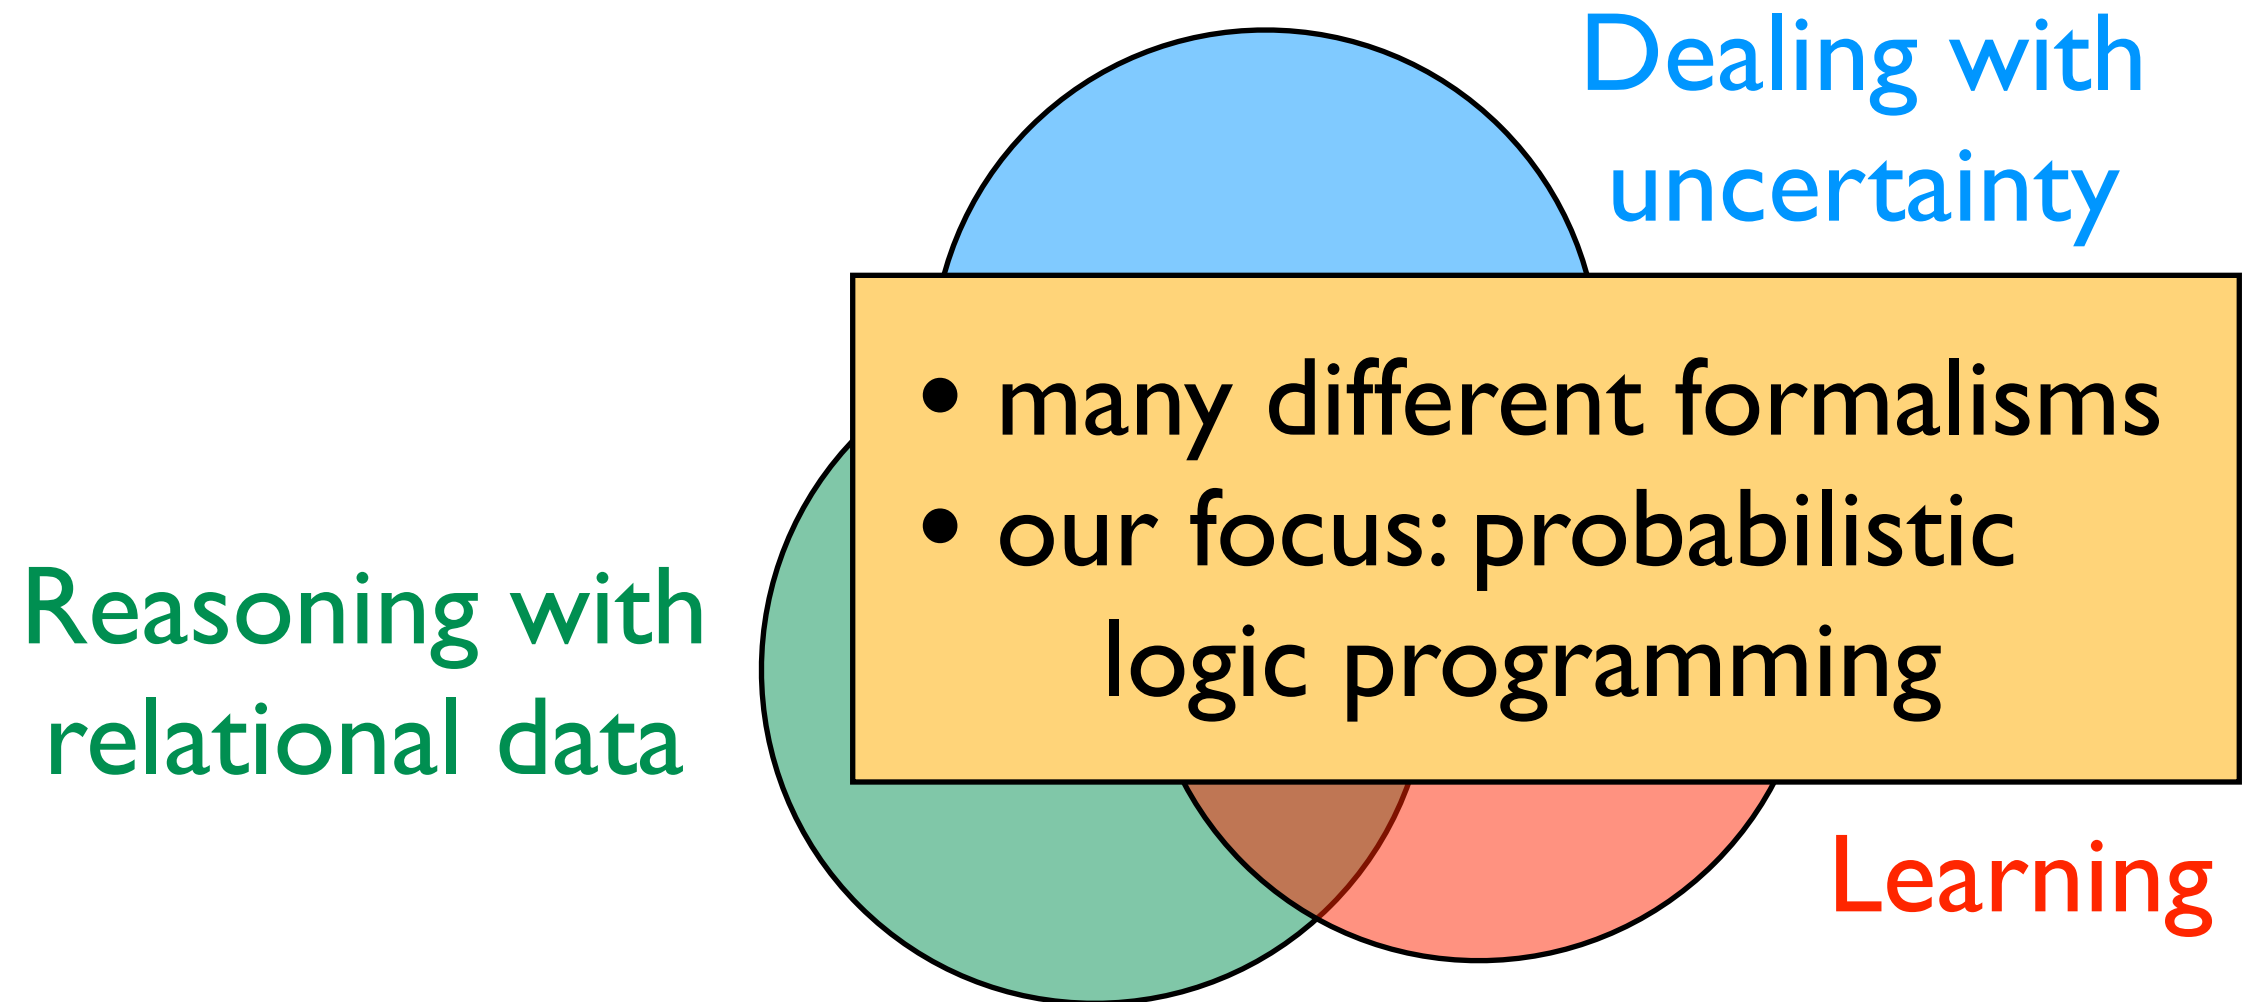 Dealing with
uncertainty
• many different formalisms
• our focus: probabilistic
logic programming
Reasoning with
relational data
Learning